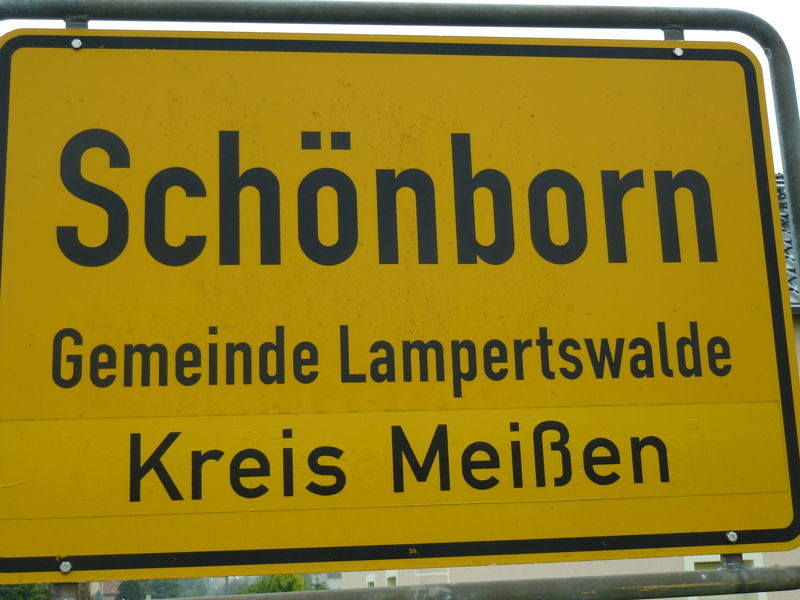 Schönborn
Gemeinde Lampertswalde
Kreis Meißen